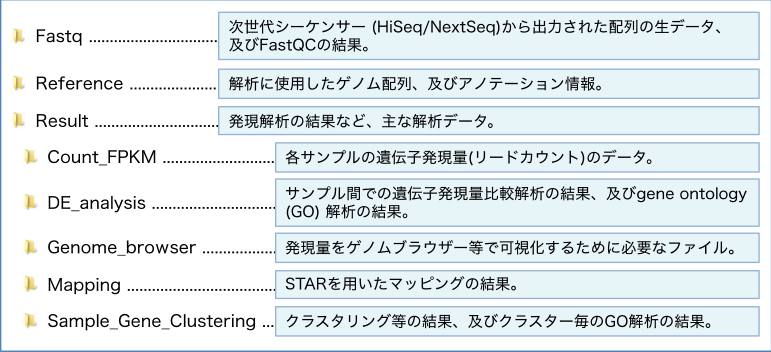 Fastq ........................................ 次世代シーケンサー (HiSeq/NextSeq)から出力された配列の生データ、
及びFastQCの結果。
Reference ........................... 解析に使用したゲノム配列、及びアノテーション情報。
Result ...................................... 発現解析の結果など、主な解析データ。
Count_FPKM ................................... 各サンプルの遺伝子発現量(リードカウント)のデータ。
DE_analysis ...................................... サンプル間での遺伝子発現量比較解析の結果、及びgene ontology
(GO) 解析の結果。
Genome_browser ....................... 発現量をゲノムブラウザー等で可視化するために必要なファイル。
Mapping ............................................ STARを用いたマッピングの結果。
Sample_Gene_Clustering ... クラスタリング等の結果、及びクラスター毎のGO解析の結果。